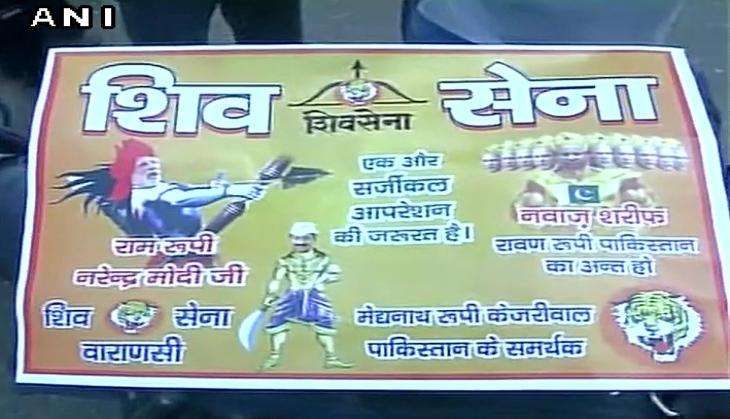 ANI
शिव सेना
शिवसेना
एक और
सर्जीकल
आपरेशन
की जरूरत है।
राम रूपी
नरेन्द्र मोदी जी
नवाज़ शरीफ
रावण रूपी पाकिस्तान
का अन्त हो
शिव सेना
वाराणसी
मेद्यनाथ रूपी केजरीवाल
पाकिस्तान के समर्थक